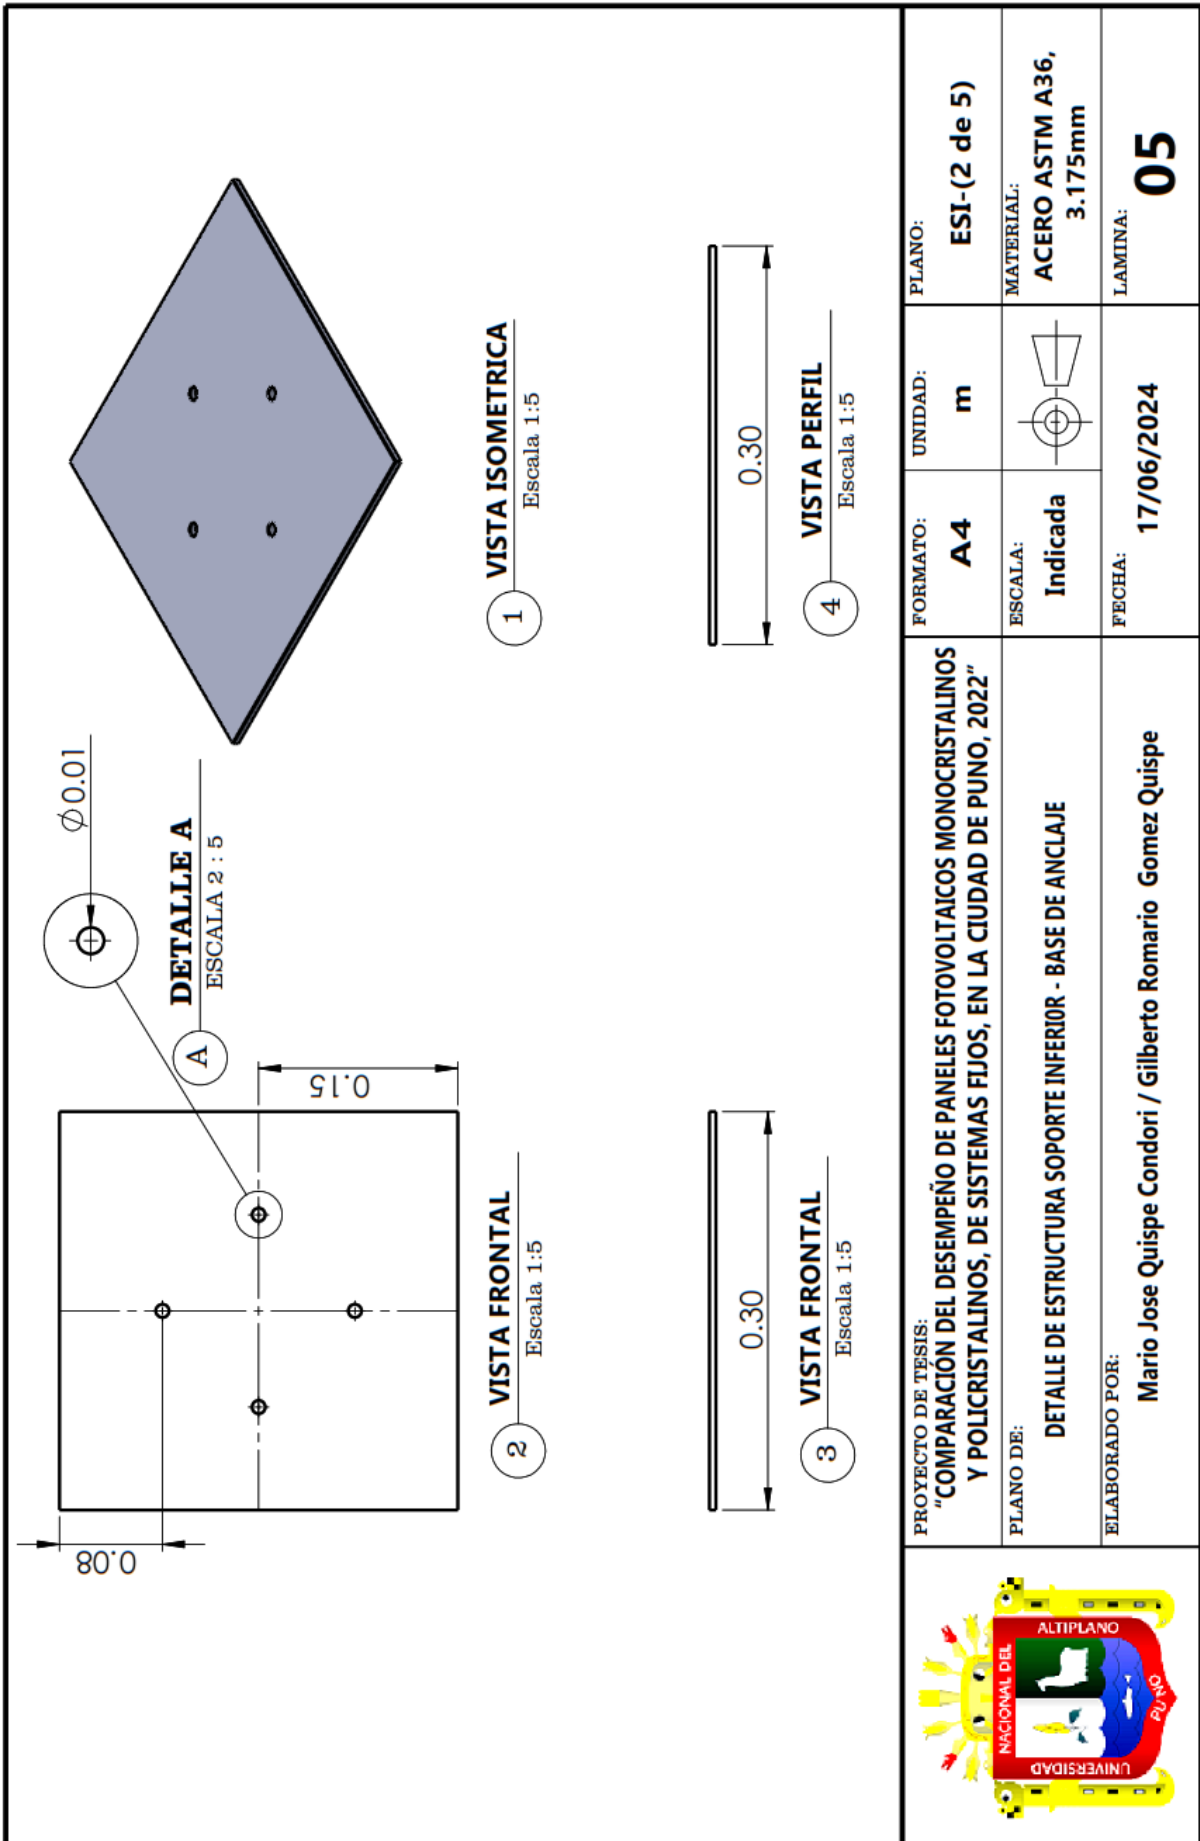 0.08
0.15
Ø0.01
DETALLE A
ESCALA 2 : 5
A
2
VISTA FRONTAL
Escala 1:5
1
VISTA ISOMETRICA
Escala 1:5
0.30
3
VISTA FRONTAL
Escala 1:5
0.30
4
VISTA PERFIL
Escala 1:5
UNIVERSIDAD
NACIONAL DEL
ALTIPLANO
PUNO
PROYECTO DE TESIS:
"COMPARACIÓN DEL DESEMPEÑO DE PANELES FOTOVOLTAICOS MONOCRISTALINOS
Y POLICRISTALINOS, DE SISTEMAS FIJOS, EN LA CIUDAD DE PUNO, 2022”
PLANO DE:
DETALLE DE ESTRUCTURA SOPORTE INFERIOR - BASE DE ANCLAJE
ELABORADO POR:
Mario Jose Quispe Condori / Gilberto Romario Gomez Quispe
FORMATO:
A4
UNIDAD:
m
PLANO:
ESI-(2 de 5)
ESCALA:
Indicada
MATERIAL:
ACERO ASTM A36,
3.175mm
FECHA:
17/06/2024
LAMINA:
05